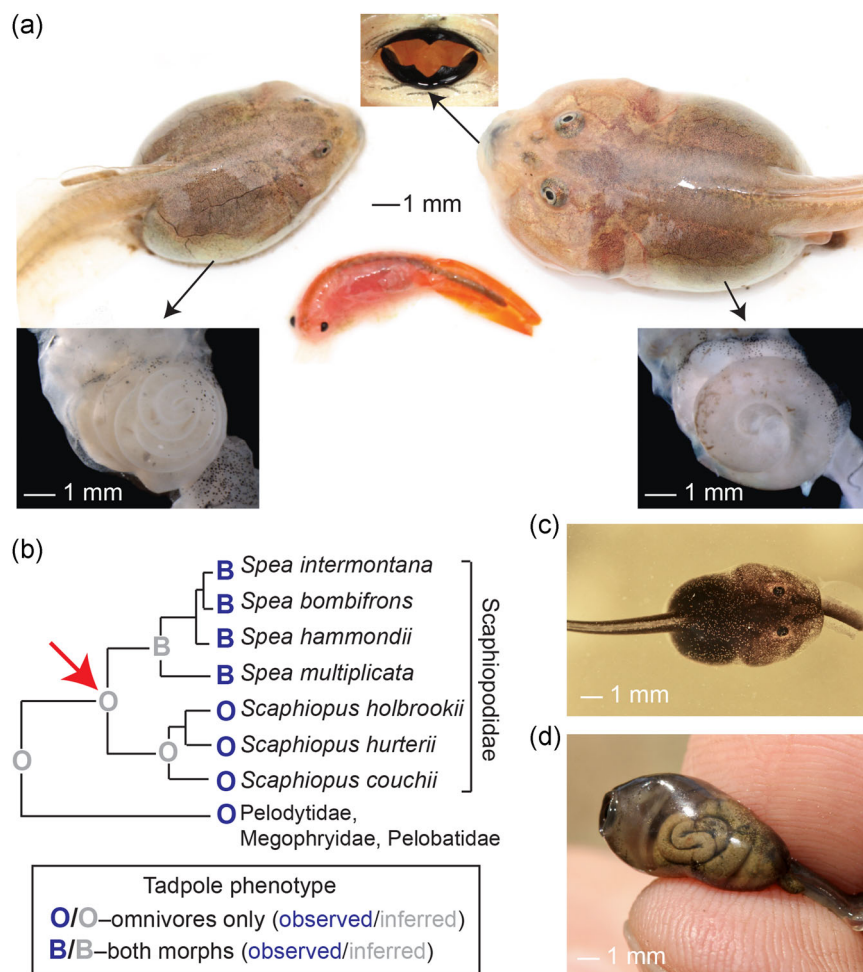 (a)
1 mm
1 mm
1 mm
(b)
B Spea intermontana
B Spea bombifrons
B Spea hammondii
B
B Spea multiplicata
O
O Scaphiopus holbrookii
O
O Scaphiopus hurterii
O
O Scaphiopus couchii
Scaphiopodidae
O Pelodytidae,
Megophryidae, Pelobatidae
Tadpole phenotype
O/O–omnivores only (observed/inferred)
B/B–both morphs (observed/inferred)
(c)
1 mm
(d)
1 mm